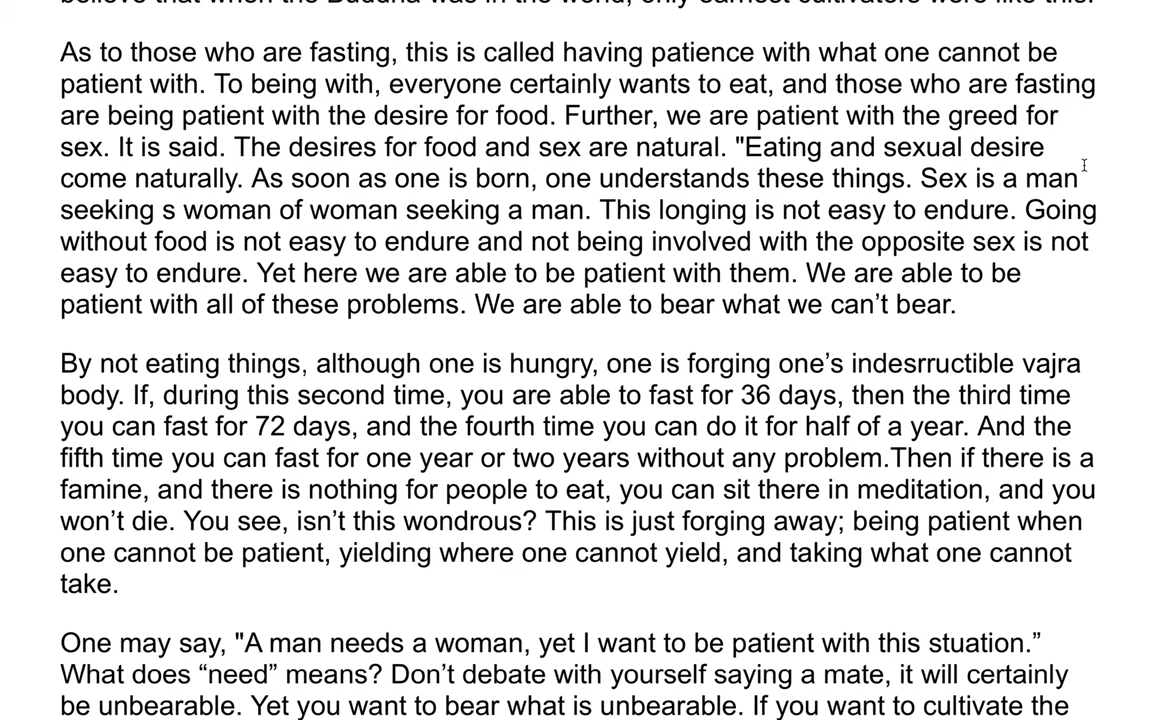 believe that when the Buddha was in the world, only earnest cultivators were like this.
As to those who are fasting, this is called having patience with what one cannot be
patient with. To being with, everyone certainly wants to eat, and those who are fasting
are being patient with the desire for food. Further, we are patient with the greed for
sex. It is said. The desires for food and sex are natural. "Eating and sexual desire
come naturally. As soon as one is born, one understands these things. Sex is a man
seeking s woman of woman seeking a man. This longing is not easy to endure. Going
without food is not easy to endure and not being involved with the opposite sex is not
easy to endure. Yet here we are able to be patient with them. We are able to be
patient with all of these problems. We are able to bear what we can’t bear.
By not eating things, although one is hungry, one is forging one’s indesrructible vajra
body. If, during this second time, you are able to fast for 36 days, then the third time
you can fast for 72 days, and the fourth time you can do it for half of a year. And the
fifth time you can fast for one year or two years without any problem.Then if there is a
famine, and there is nothing for people to eat, you can sit there in meditation, and you
won’t die. You see, isn’t this wondrous? This is just forging away; being patient when
one cannot be patient, yielding where one cannot yield, and taking what one cannot
take.
One may say, "A man needs a woman, yet I want to be patient with this stuation.”
What does “need” means? Don’t debate with yourself saying a mate, it will certainly
be unbearable. Yet you want to bear what is unbearable. If you want to cultivate the